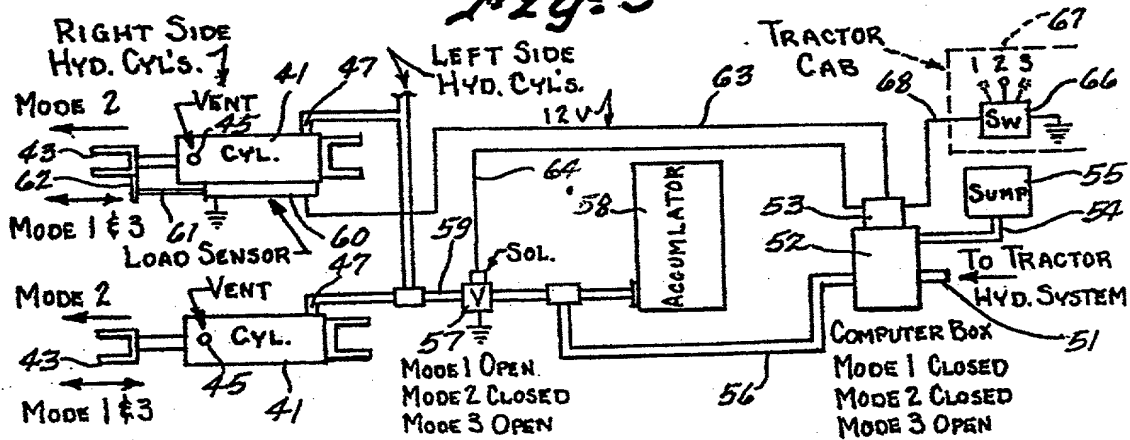 Fig. 5
RIGHT SIDE
HYD. CYL'S.
LEFT SIDE
HYD. CYL'S.
TRACTOR
CAB
67
1 2 3
68
66
SW
MODE 2
VENT
41
47
45
CYL.
43
62
MODE 1 & 3
61
LOAD SENSOR
60
12 V
63
64
58
ACCUMLATOR
53
52
SUMP
55
54
TO TRACTOR
HYD. SYSTEM
51
59
SOL.
V
57
MODE 2
VENT
47
CYL.
43
45
41
MODE 1 & 3
MODE 1 OPEN.
MODE 2 CLOSED
MODE 3 OPEN
56
COMPUTER BOX
MODE 1 CLOSED
MODE 2 CLOSED
MODE 3 OPEN